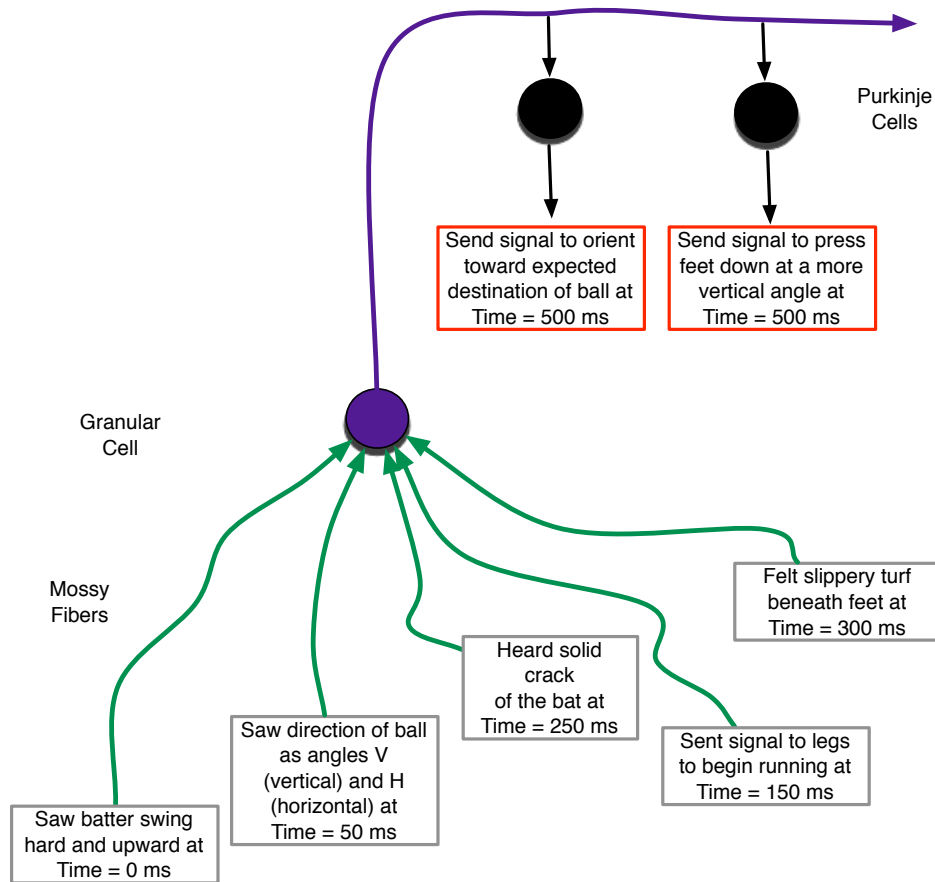 Purkinje
Cells
Send signal to orient
toward expected
destination of ball at
Time = 500 ms
Send signal to press
feet down at a more
vertical angle at
Time = 500 ms
Granular
Cell
Mossy
Fibers
Felt slippery turf
beneath feet at
Time = 300 ms
Heard solid
crack
of the bat at
Time = 250 ms
Saw direction of ball
as angles V
(vertical) and H
(horizontal) at
Time = 50 ms
Sent signal to legs
to begin running at
Time = 150 ms
Saw batter swing
hard and upward at
Time = 0 ms